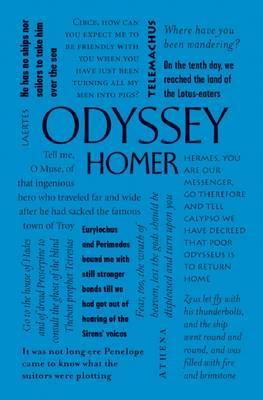 He has no ships nor
sailors to take him
over the sea
CIRCE, HOW CAN
YOU EXPECT ME TO
BE FRIENDLY WITH
YOU WHEN YOU
HAVE JUST BEEN
TURNING ALL MY
MEN INTO PIGS?
TELEMACHUS
Where have you
been wandering?
On the tenth day, we
reached the land of
the Lotus-eaters
LAERTES
ODYSSEY
HOMER
Tell me,
O Muse, of
that ingenious
hero who traveled far and wide
after he had sacked the famous
town of Troy
HERMES, YOU
ARE OUR
MESSENGER,
GO THEREFORE
AND TELL
CALYPSO WE
HAVE DECREED
THAT POOR
ODYSSEUS IS
TO RETURN
HOME
Go to the house of Hades
and of dread Proserpine to
consult the ghost of the blind
Theban prophet Teiresias
Eurylochus
and Perimedes
bound me with
still stronger
bonds till we
had got out of
hearing of the
Sirens' voices
Fear, too, the wrath of
heaven, lest the gods should be
displeased and turn upon you
ATHENA
Zeus let fly with
his thunderbolts,
and the ship
went round and
round, and was
filled with fire
and brimstone
It was not long ere Penelope
came to know what the
suitors were plotting